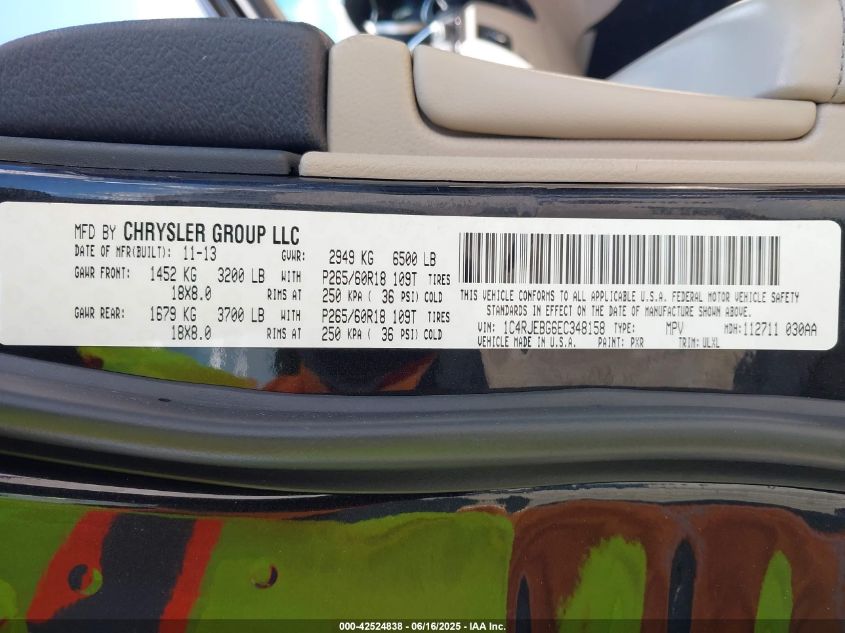 MFD BY CHRYSLER GROUP LLC
DATE OF MFR(BUILT): 11-13 GVWR: 2949 KG 6500 LB
GAWR FRONT: 1452 KG 3200 LB WITH P265/60R18 109T TIRES
18X8.0 RIMS AT 250 KPA ( 36 PSI) COLD
GAWR REAR: 1679 KG 3700 LB WITH P265/60R18 109T TIRES
18X8.0 RIMS AT 250 KPA ( 36 PSI) COLD
THIS VEHICLE CONFORMS TO ALL APPLICABLE U.S.A. FEDERAL MOTOR VEHICLE SAFETY
STANDARDS IN EFFECT ON THE DATE OF MANUFACTURE SHOWN ABOVE.
VIN: 1C4RJEBG6EC348158 TYPE: MPV MDH: 112711 030AA
VEHICLE MADE IN U.S.A. PAINT: PXR TRIM: ULXL
000-42524838 - 06/16/2025 - IAA Inc.